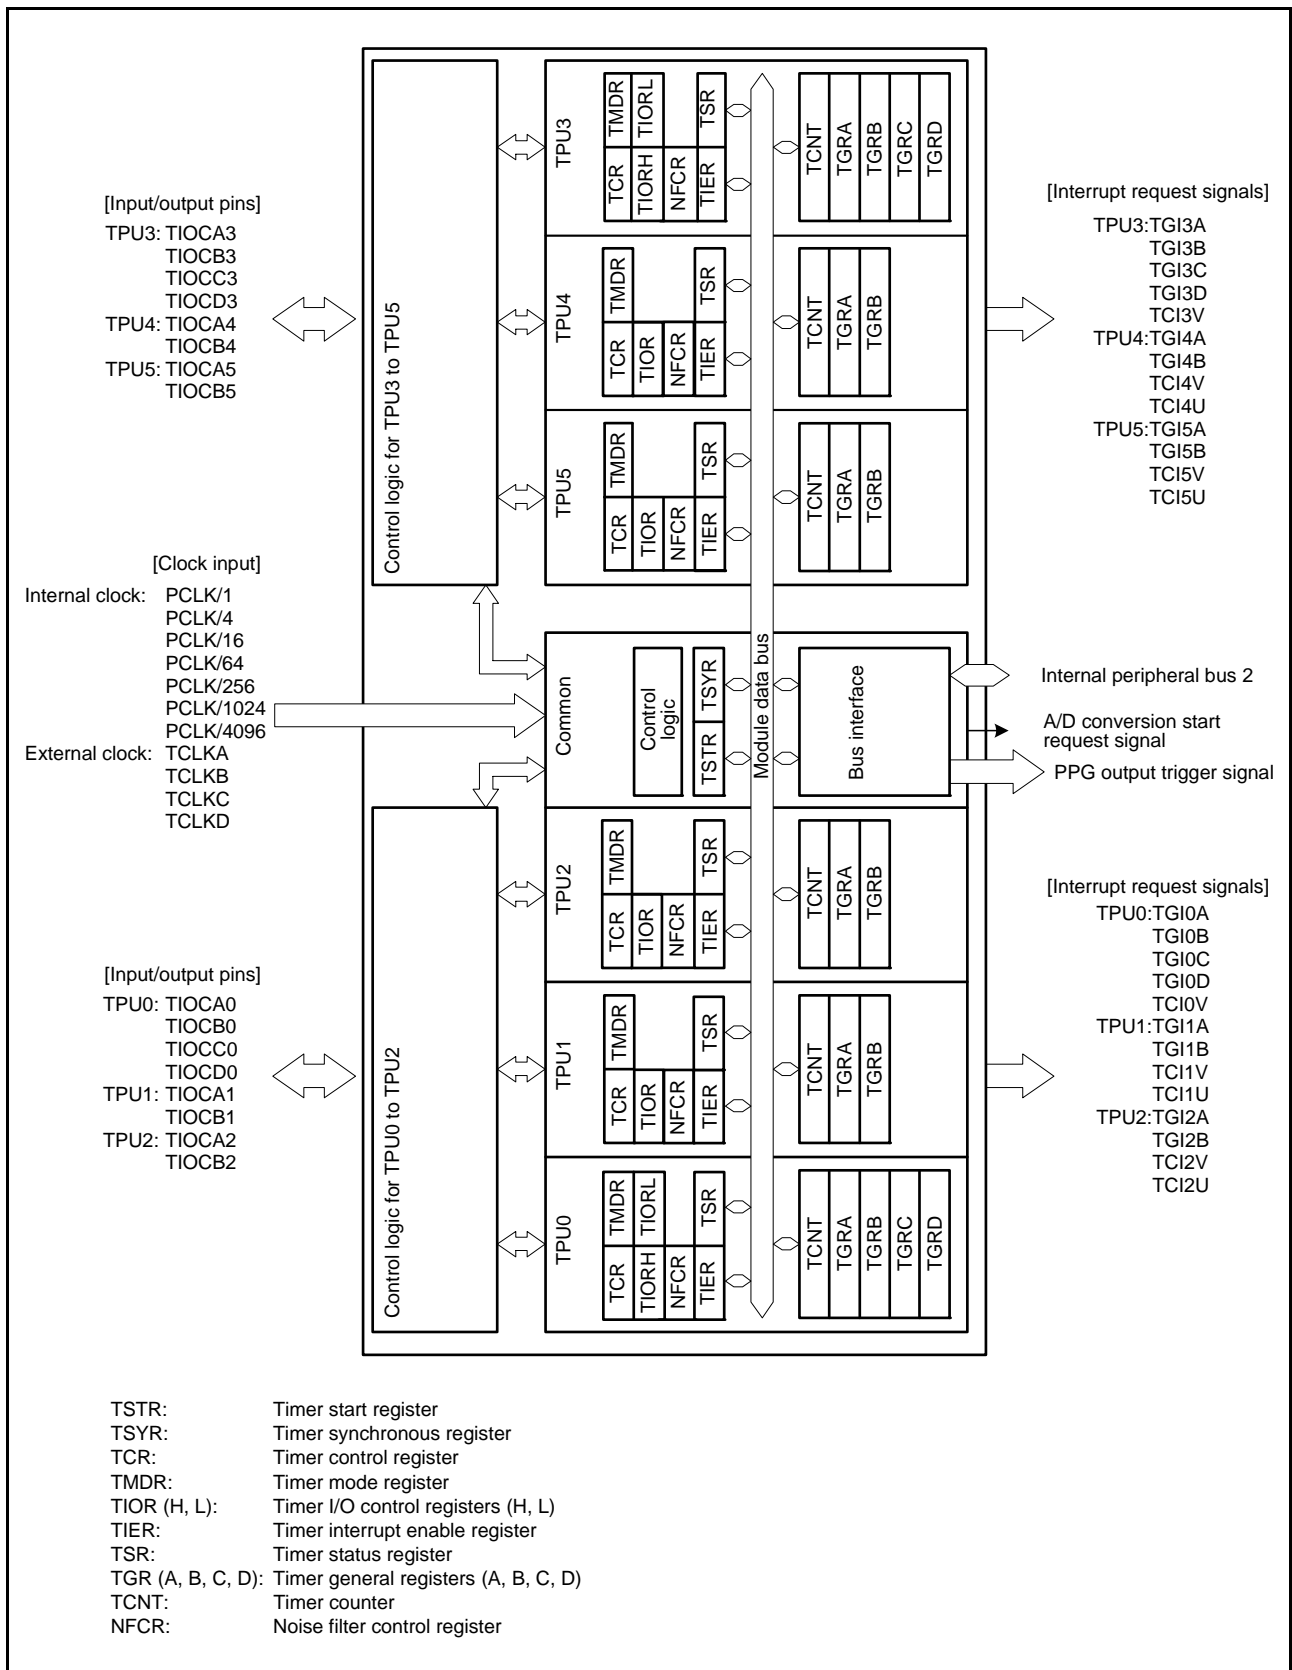 [Input/output pins]
TPU3: TIOCA3
TIOCB3
TIOCC3
TIOCD3
TPU4: TIOCA4
TIOCB4
TPU5: TIOCA5
TIOCB5
[Clock input]
Internal clock: PCLK/1
PCLK/4
PCLK/16
PCLK/64
PCLK/256
PCLK/1024
PCLK/4096
External clock: TCLKA
TCLKB
TCLKC
TCLKD
[Input/output pins]
TPU0: TIOCA0
TIOCB0
TIOCC0
TIOCD0
TPU1: TIOCA1
TIOCB1
TPU2: TIOCA2
TIOCB2
Control logic for TPU3 to TPU5
Control logic for TPU0 to TPU2
TPU3
TCR
TMDR
TIORH
TIORL
NFCR
TIER
TSR
TCNT
TGRA
TGRB
TGRC
TGRD
TPU4
TCR
TMDR
TIOR
NFCR
TIER
TSR
TCNT
TGRA
TGRB
TPU5
TCR
TMDR
TIOR
NFCR
TIER
TSR
TCNT
TGRA
TGRB
Common
Control
logic
TSTR
TSYR
Module data bus
Bus interface
TPU2
TCR
TMDR
TIOR
NFCR
TIER
TSR
TCNT
TGRA
TGRB
TPU1
TCR
TMDR
TIOR
NFCR
TIER
TSR
TCNT
TGRA
TGRB
TPU0
TCR
TMDR
TIORH
TIORL
NFCR
TIER
TSR
TCNT
TGRA
TGRB
TGRC
TGRD
[Interrupt request signals]
TPU3:TGI3A
TGI3B
TGI3C
TGI3D
TCI3V
TPU4:TGI4A
TGI4B
TCI4V
TCI4U
TPU5:TGI5A
TGI5B
TCI5V
TCI5U
Internal peripheral bus 2
A/D conversion start
request signal
PPG output trigger signal
[Interrupt request signals]
TPU0:TGI0A
TGI0B
TGI0C
TGI0D
TCI0V
TPU1:TGI1A
TGI1B
TCI1V
TCI1U
TPU2:TGI2A
TGI2B
TCI2V
TCI2U
TSTR: Timer start register
TSYR: Timer synchronous register
TCR: Timer control register
TMDR: Timer mode register
TIOR (H, L): Timer I/O control registers (H, L)
TIER: Timer interrupt enable register
TSR: Timer status register
TGR (A, B, C, D): Timer general registers (A, B, C, D)
TCNT: Timer counter
NFCR: Noise filter control register